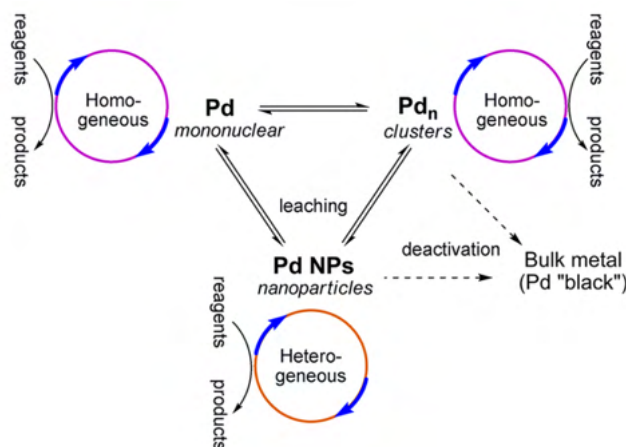 reagents
products
Homo-
geneous
Pd
mononuclear
Pdn
clusters
Homo-
geneous
reagents
products
leaching
deactivation
Pd NPs
nanoparticles
Bulk metal
(Pd "black")
reagents
products
Hetero-
geneous